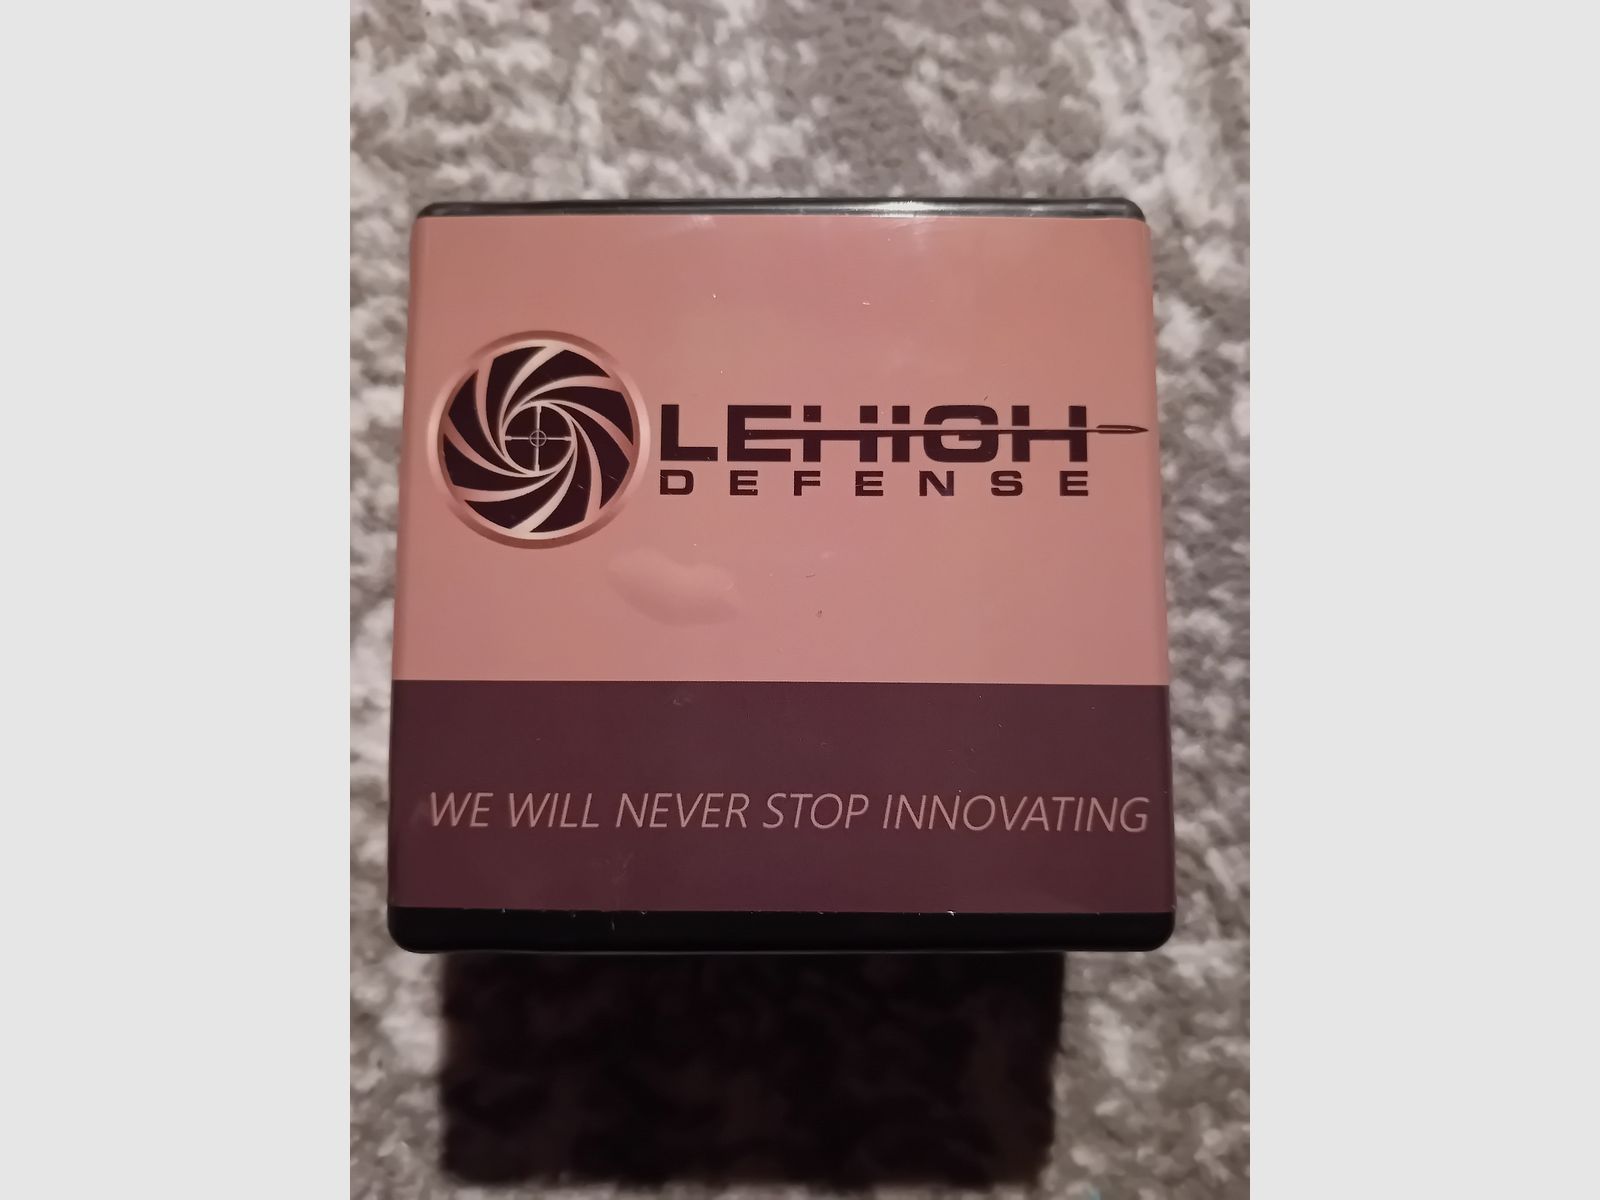 LEHIGH
DEFENSE
WE WILL NEVER STOP INNOVATING